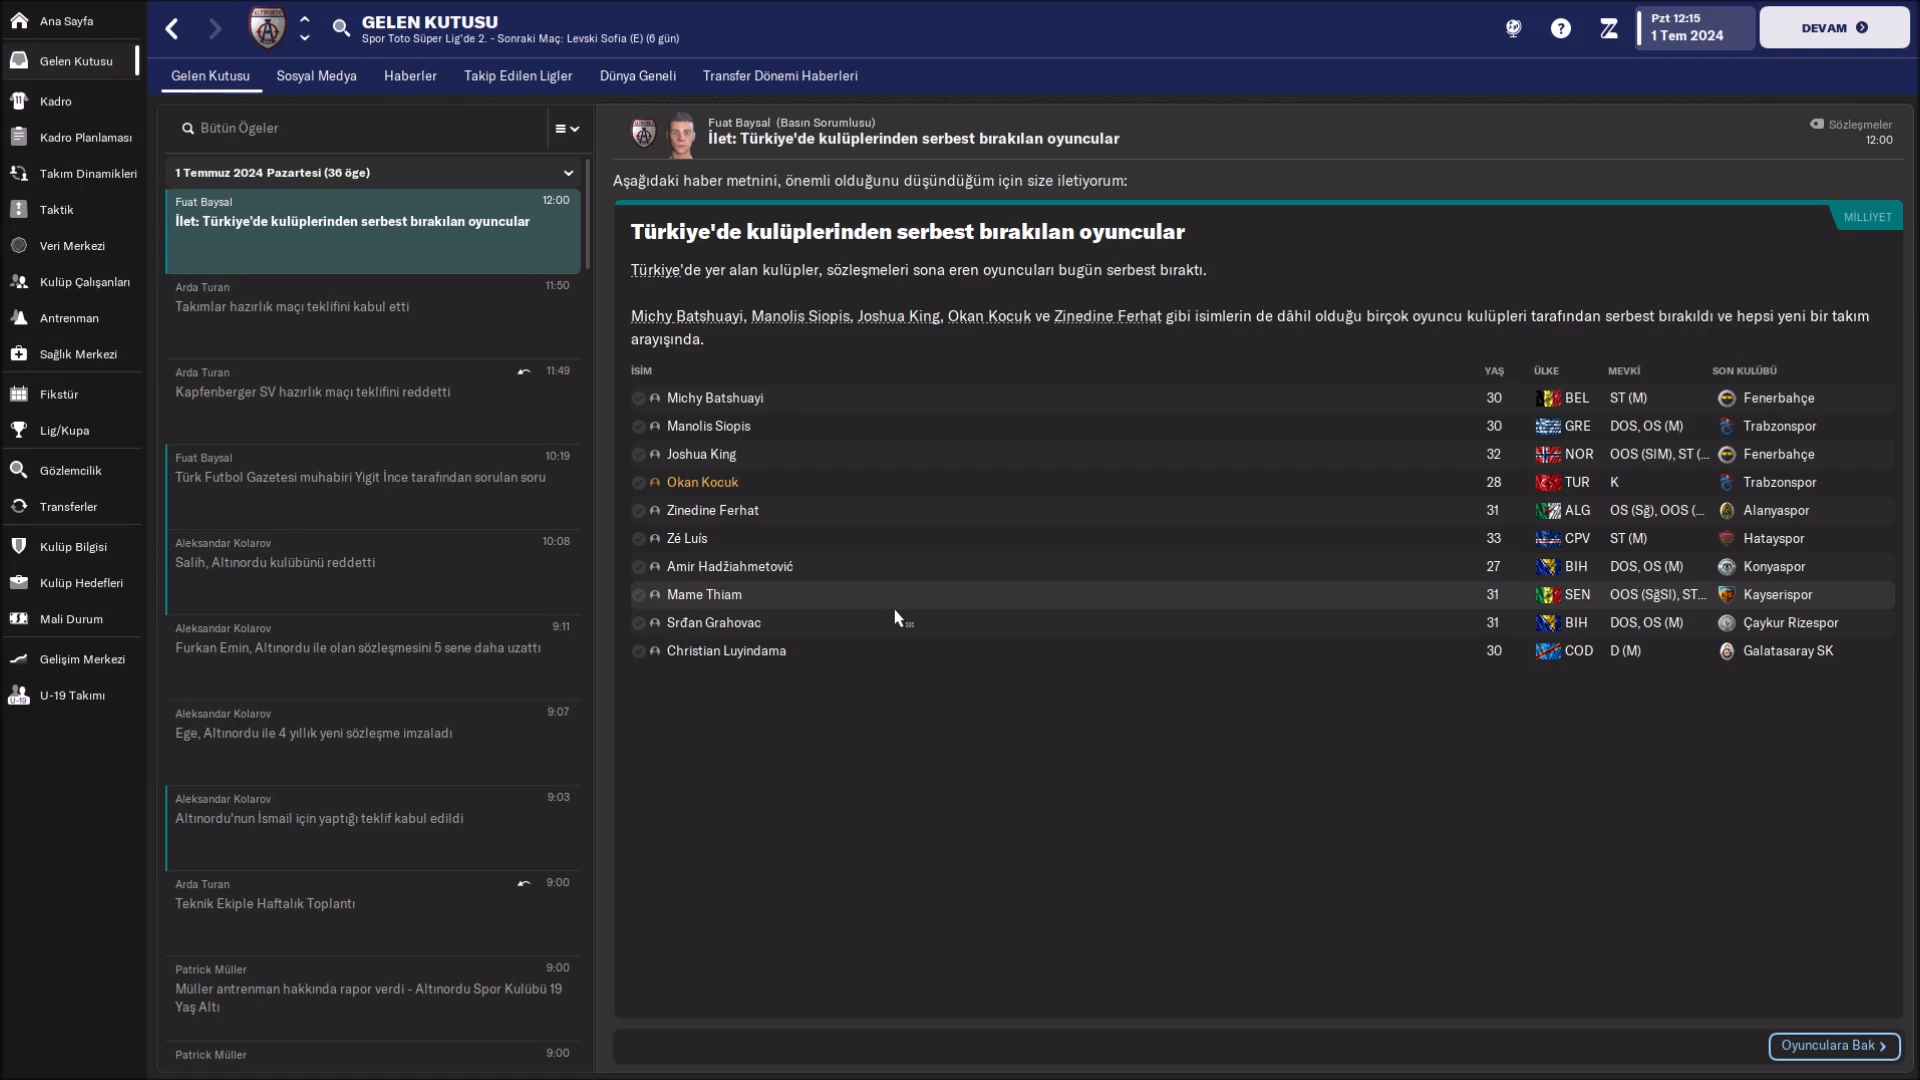 Ana Sayfa
Gelen Kutusu
Kadro
Kadro Planlaması
Takım Dinamikleri
Taktik
Veri Merkezi
Kulüp Çalışanları
Antrenman
Sağlık Merkezi
Fikstür
Lig/Kupa
Gözlemcilik
Transferler
Kulüp Bilgisi
Kulüp Hedefleri
Mali Durum
Gelişim Merkezi
U-19 Takımı
GELEN KUTUSU
Spor Toto Süper Lig'de 2. - Sonraki Maç: Levski Sofia (E) (6 gün)
Pzt 12:15
1 Tem 2024
DEVAM
Gelen Kutusu Sosyal Medya Haberler Takip Edilen Ligler Dünya Geneli Transfer Dönemi Haberleri
Bütün Ögeler
1 Temmuz 2024 Pazartesi (36 öge)
Fuat Baysal 12:00
İlet: Türkiye'de kulüplerinden serbest bırakılan oyuncular
Arda Turan 11:50
Takımlar hazırlık maçı teklifini kabul etti
Arda Turan 11:49
Kapfenberger SV hazırlık maçı teklifini reddetti
Fuat Baysal 10:19
Türk Futbol Gazetesi muhabiri Yigit İnce tarafından sorulan soru
Aleksandar Kolarov 10:08
Salih, Altınordu kulübünü reddetti
Aleksandar Kolarov 9:11
Furkan Emin, Altınordu ile olan sözleşmesini 5 sene daha uzattı
Aleksandar Kolarov 9:07
Ege, Altınordu ile 4 yıllık yeni sözleşme imzaladı
Aleksandar Kolarov 9:03
Altınordu'nun İsmail için yaptığı teklif kabul edildi
Arda Turan 9:00
Teknik Ekiple Haftalık Toplantı
Patrick Müller 9:00
Müller antrenman hakkında rapor verdi - Altınordu Spor Kulübü 19
Yaş Altı
Patrick Müller 9:00
Fuat Baysal (Basın Sorumlusu)
İlet: Türkiye'de kulüplerinden serbest bırakılan oyuncular
Sözleşmeler
12:00
Aşağıdaki haber metnini, önemli olduğunu düşündüğüm için size iletiyorum:
MİLLİYET
Türkiye'de kulüplerinden serbest bırakılan oyuncular
Türkiye'de yer alan kulüpler, sözleşmeleri sona eren oyuncuları bugün serbest bıraktı.
Michy Batshuayi, Manolis Siopis, Joshua King, Okan Kocuk ve Zinedine Ferhat gibi isimlerin de dâhil olduğu birçok oyuncu kulüpleri tarafından serbest bırakıldı ve hepsi yeni bir takım
arayışında.
İSİM YAŞ ÜLKE MEVKİ SON KULÜBÜ
Michy Batshuayi 30 BEL ST (M) Fenerbahçe
Manolis Siopis 30 GRE DOS, OS (M) Trabzonspor
Joshua King 32 NOR OOS (SIM), ST (... Fenerbahçe
Okan Kocuk 28 TUR K Trabzonspor
Zinedine Ferhat 31 ALG OS (Sğ), OOS (... Alanyaspor
Zé Luís 33 CPV ST (M) Hatayspor
Amir Hadžiahmetović 27 BIH DOS, OS (M) Konyaspor
Mame Thiam 31 SEN OOS (SğSl), ST... Kayserispor
Srđan Grahovac 31 BIH DOS, OS (M) Çaykur Rizespor
Christian Luyindama 30 COD D (M) Galatasaray SK
Oyunculara Bak